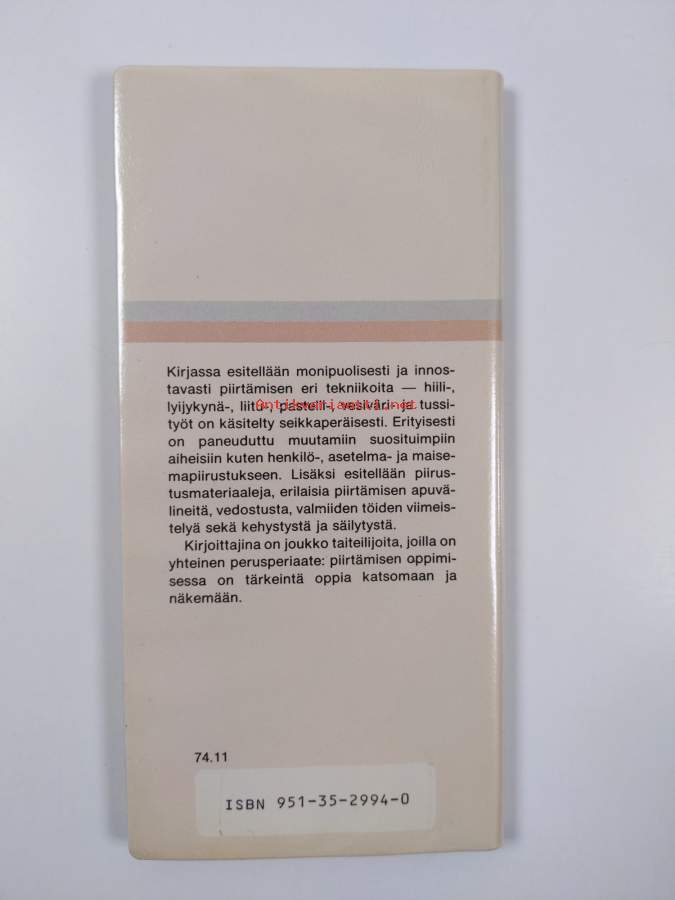 Kirjassa esitellään monipuolisesti ja innos-
tavasti piirtämisen eri tekniikoita — hiili-,
lyijykynä-, liitu-, pastelli-, vesiväri- ja tussi-
työt on käsitelty seikkaperäisesti. Erityisesti
on paneuduttu muutamiin suosituimpiin
aiheisiin kuten henkilö-, asetelma- ja maise-
mapiirustukseen. Lisäksi esitellään piirus-
tusmateriaaleja, erilaisia piirtämisen apuvä-
lineitä, vedostusta, valmiiden töiden viimeis-
telyä sekä kehystystä ja säilytystä.
Kirjoittajina on joukko taiteilijoita, joilla on
yhteinen perusperiaate: piirtämisen oppimi-
sessa on tärkeintä oppia katsomaan ja
näkemään.
Antikvariaatti.net
74.11
ISBN 951-35-2994-0